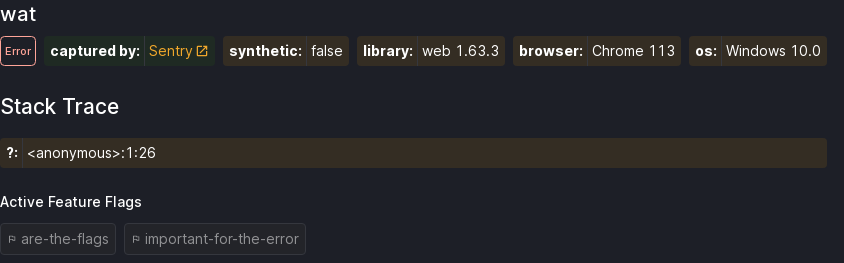 wat
Error captured by: Sentry synthetic: false library: web 1.63.3 browser: Chrome 113 os: Windows 10.0
Stack Trace
?: <anonymous>:1:26
Active Feature Flags
are-the-flags important-for-the-error